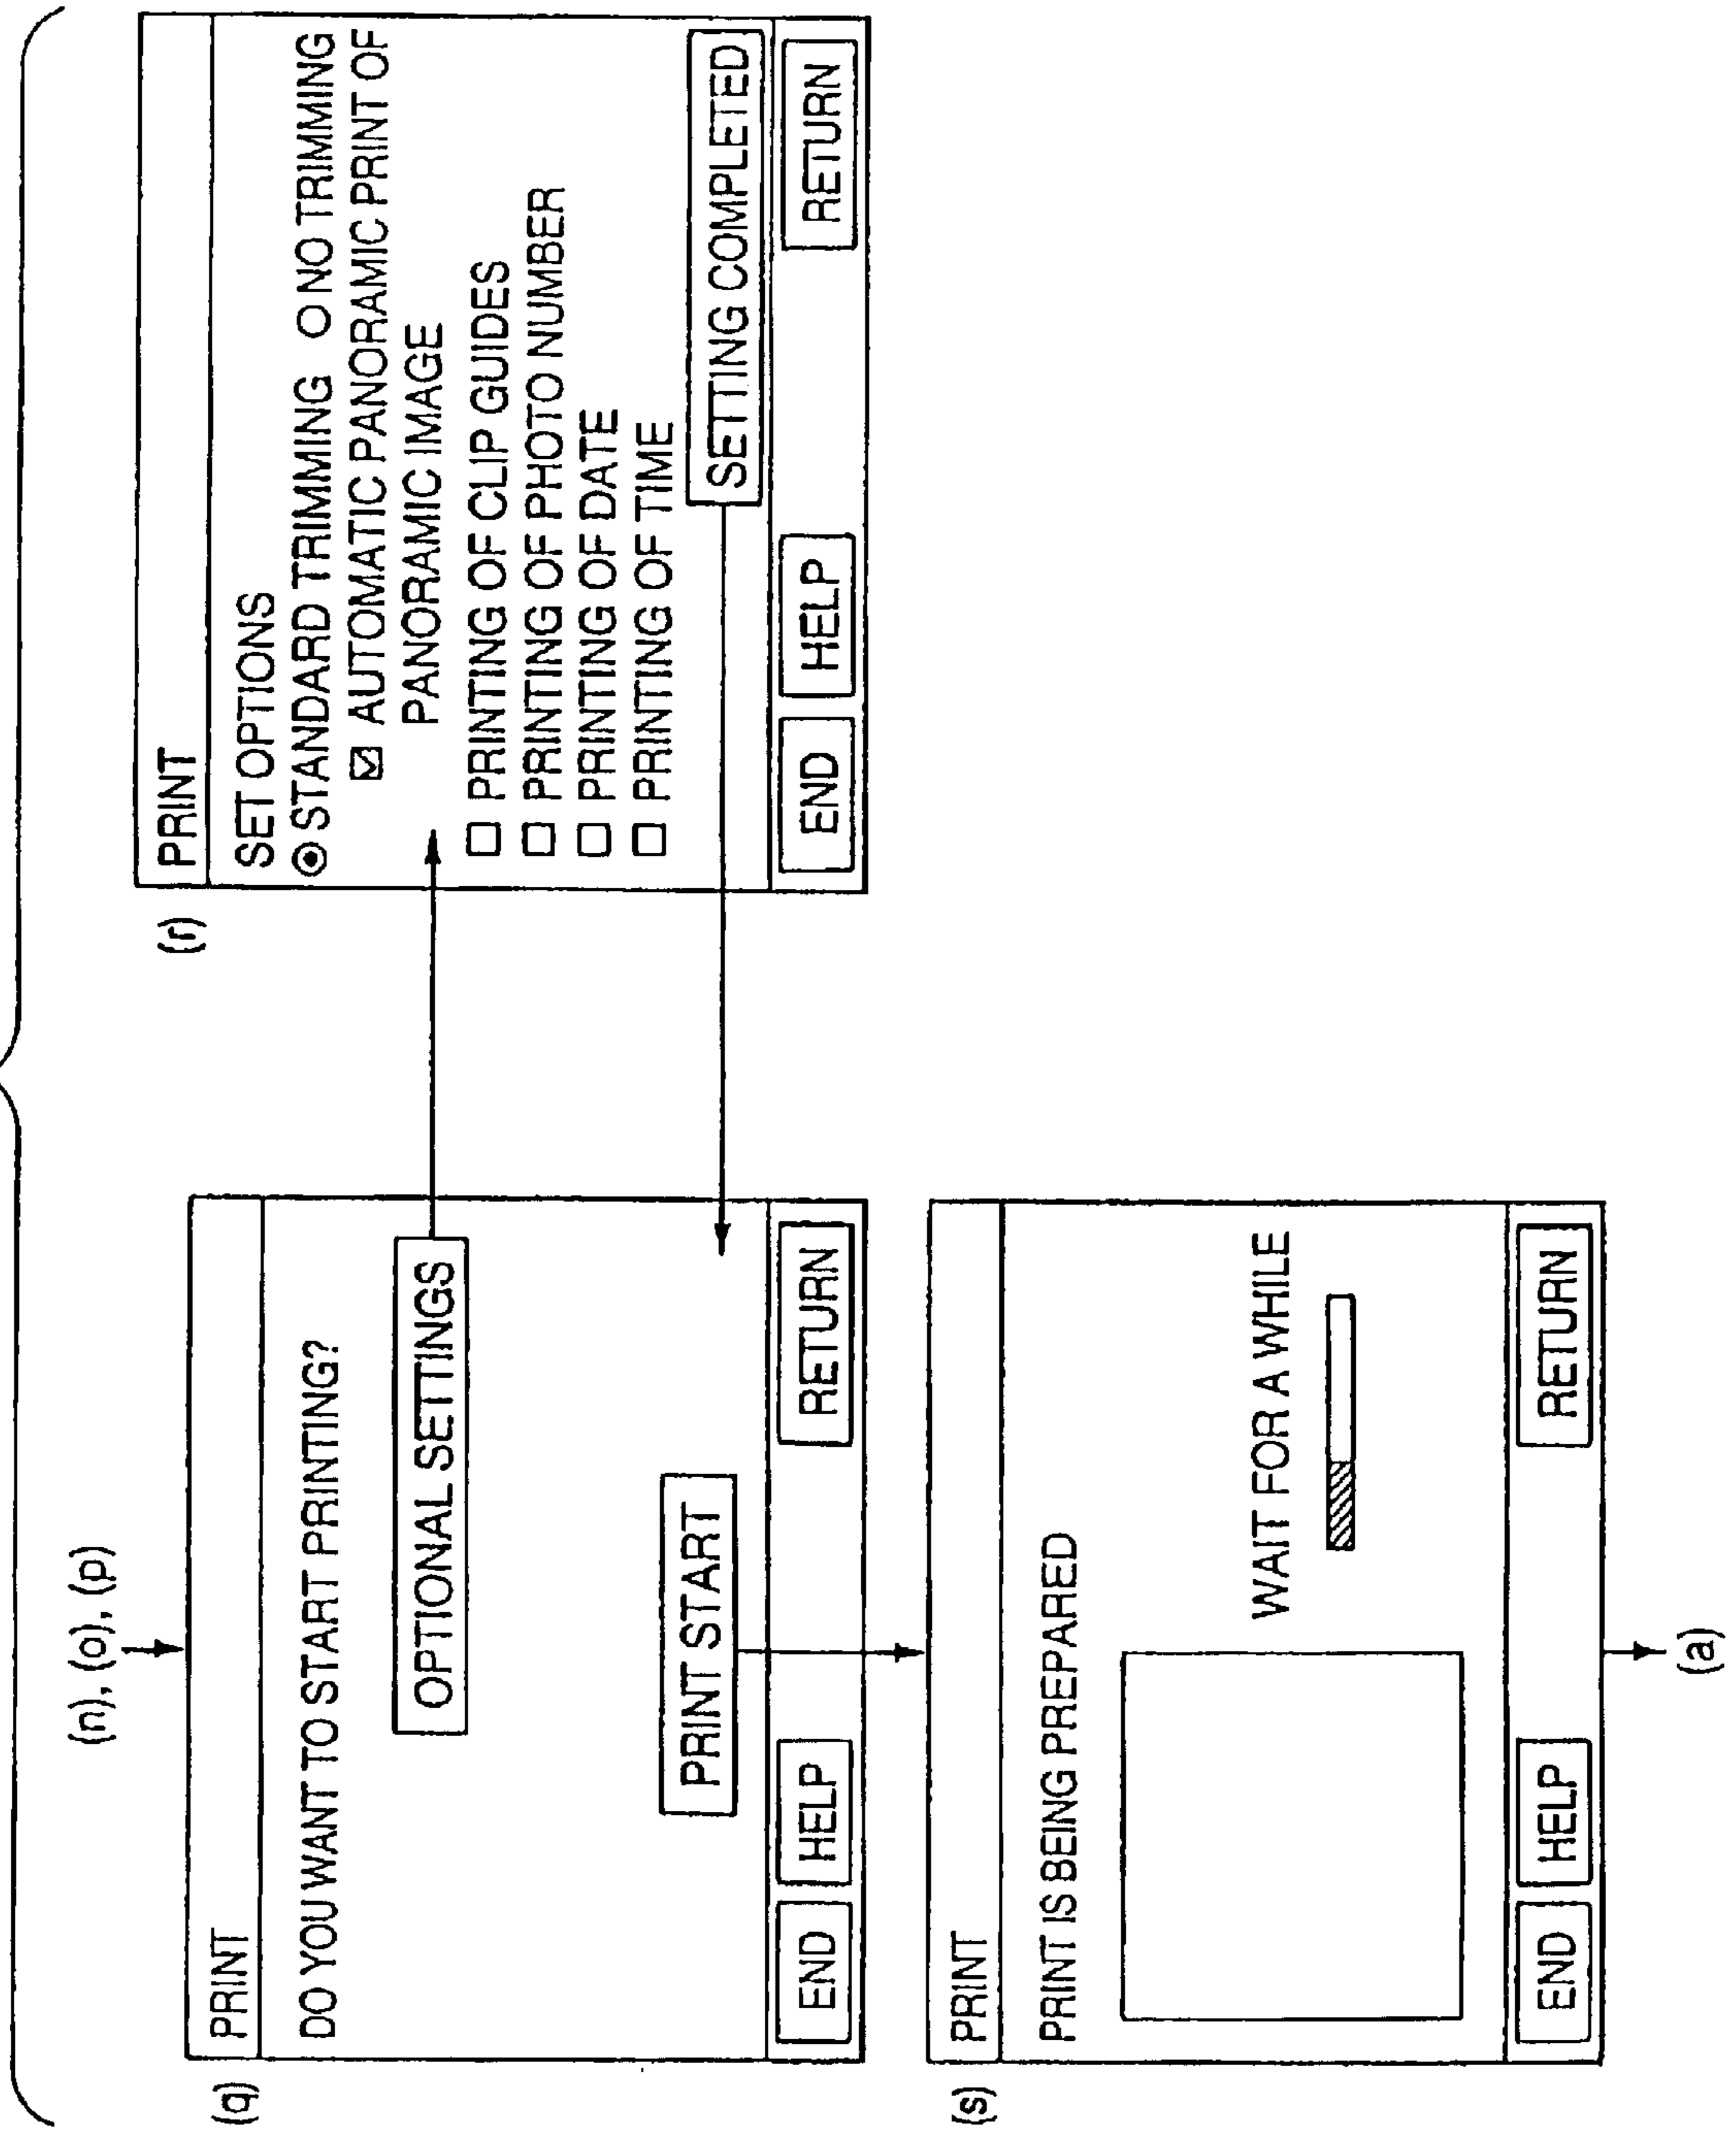 (n), (o), (p)
(q)
PRINT
DO YOU WANT TO START PRINTING?
OPTIONAL SETTINGS
PRINT START
END
HELP
RETURN
(r)
PRINT
SET OPTIONS
STANDARD TRIMMING NO TRIMMING
AUTOMATIC PANORAMIC PRINT OF
PANORAMIC IMAGE
PRINTING OF CLIP GUIDES
PRINTING OF PHOTO NUMBER
PRINTING OF DATE
PRINTING OF TIME
SETTING COMPLETED
END
HELP
RETURN
(s)
PRINT
PRINT IS BEING PREPARED
WAIT FOR A WHILE
END
HELP
RETURN
(a)